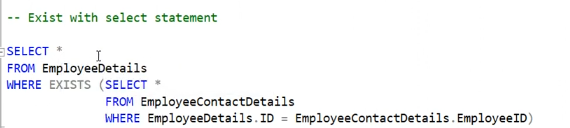 -- Exist with select statement
SELECT *
FROM EmployeeDetails
WHERE EXISTS (SELECT *
FROM EmployeeContactDetails
WHERE EmployeeDetails.ID = EmployeeContactDetails.EmployeeID)